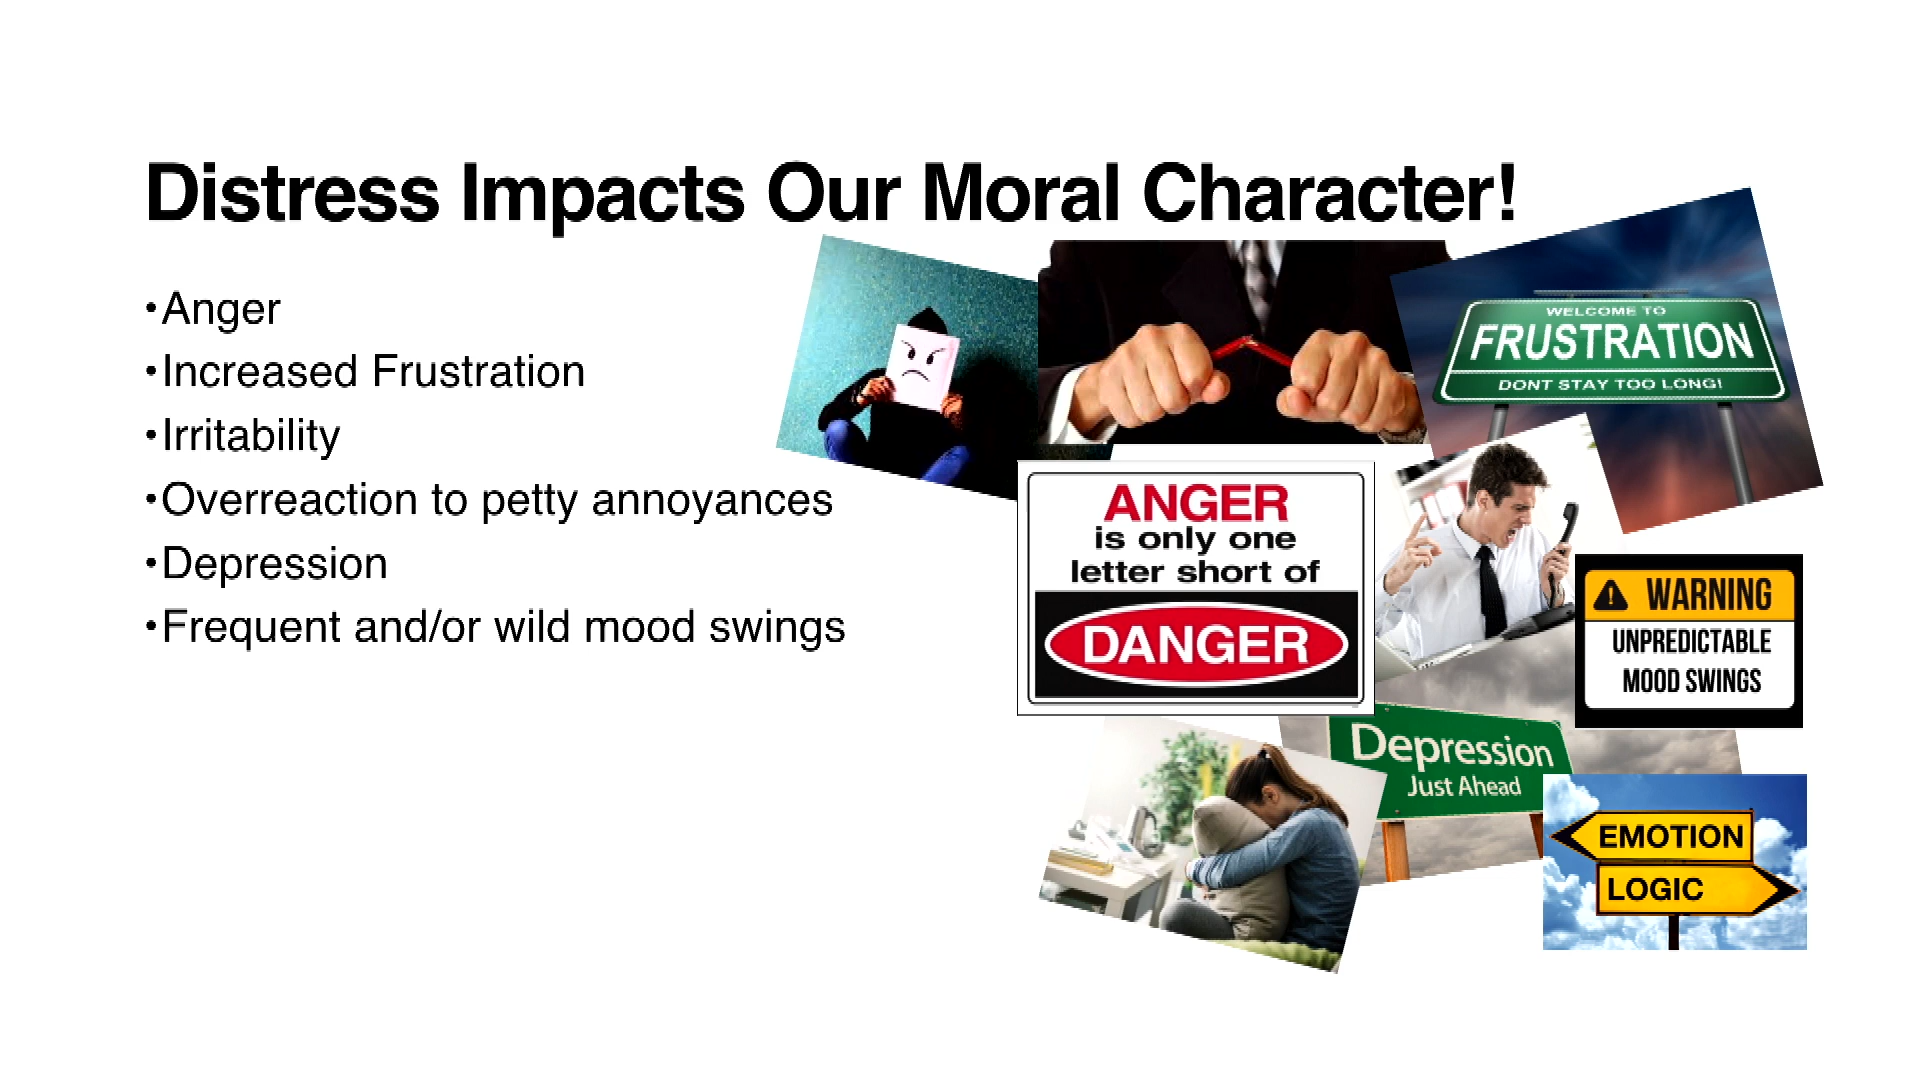 Distress Impacts Our Moral Character!
•Anger
•Increased Frustration
•Irritability
•Overreaction to petty annoyances
•Depression
•Frequent and/or wild mood swings
WELCOME TO
FRUSTRATION
DONT STAY TOO LONG!
ANGER
is only one
letter short of
DANGER
WARNING
UNPREDICTABLE
MOOD SWINGS
Depression
Just Ahead
EMOTION
LOGIC